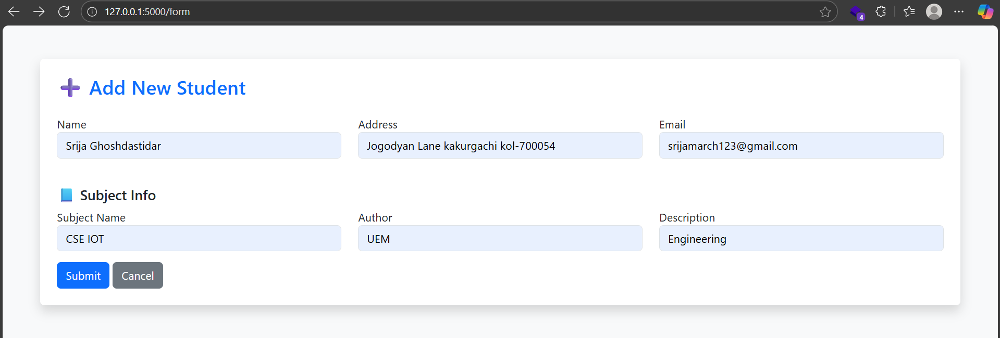 127.0.0.1:5000/form
4
Add New Student
Name Address Email
Srija Ghoshdastidar Jogodyan Lane kakurgachi kol-700054 srijamarch123@gmail.com
Subject Info
Subject Name Author Description
CSE IOT UEM Engineering
Submit Cancel